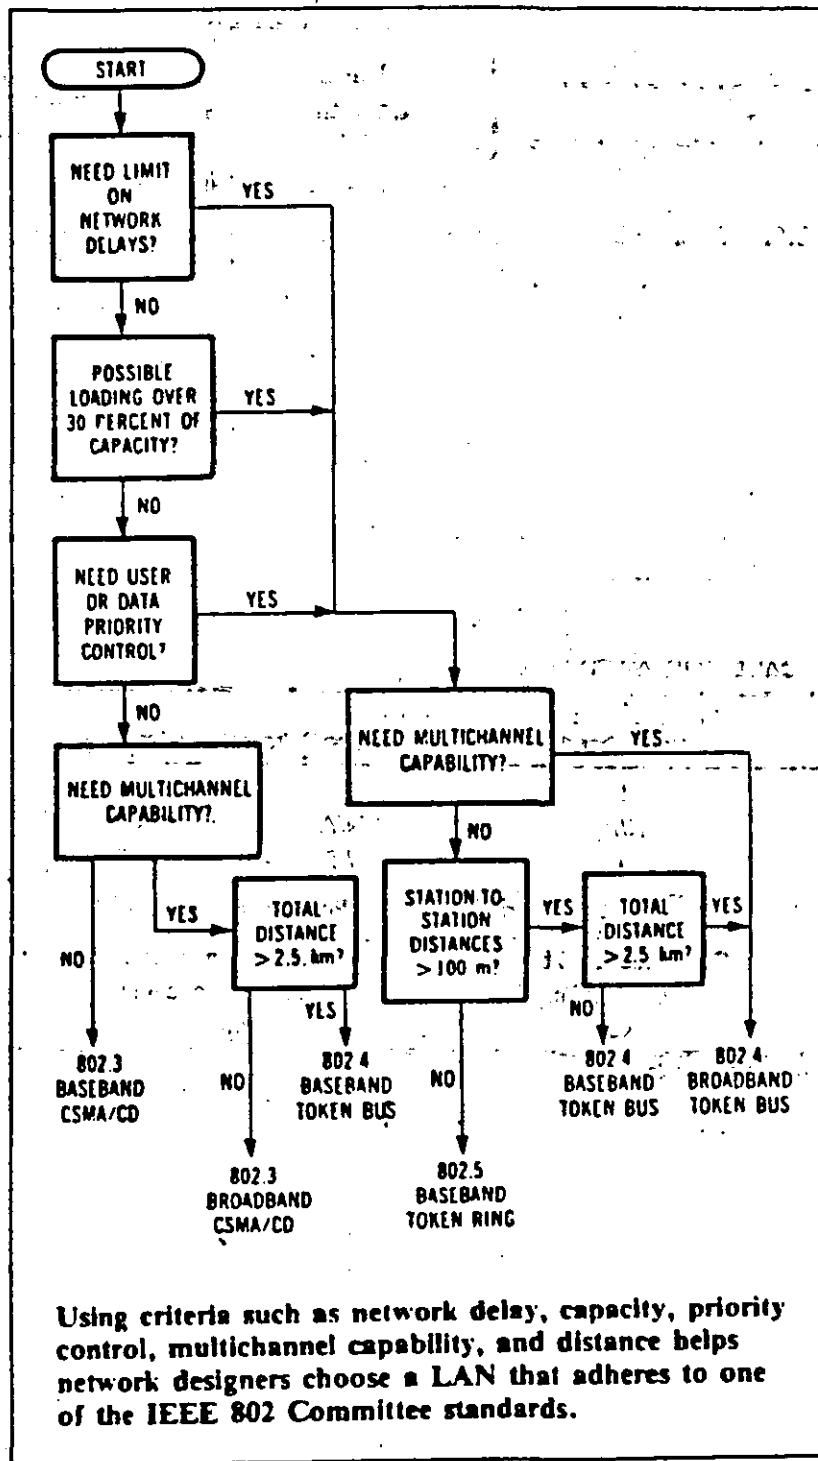 START
NEED LIMIT
ON
NETWORK
DELAYS?
YES
NO
POSSIBLE
LOADING OVER
30 PERCENT OF
CAPACITY?
YES
NO
NEED USER
OR DATA
PRIORITY
CONTROL?
YES
NO
NEED MULTICHANNEL
CAPABILITY?
YES
NEED MULTICHANNEL
CAPABILITY?
NO
YES
TOTAL
DISTANCE
> 2.5 km?
STATION-TO-
STATION
DISTANCES
> 100 m?
YES
TOTAL
DISTANCE
> 2.5 km?
YES
NO
YES
NO
802.3
BASEBAND
CSMA/CD
NO
802 4
BASEBAND
TOKEN BUS
NO
802 4
BASEBAND
TOKEN BUS
802 4
BROADBAND
TOKEN BUS
802.3
BROADBAND
CSMA/CD
802.5
BASEBAND
TOKEN RING
Using criteria such as network delay, capacity, priority
control, multichannel capability, and distance helps
network designers choose a LAN that adheres to one
of the IEEE 802 Committee standards.